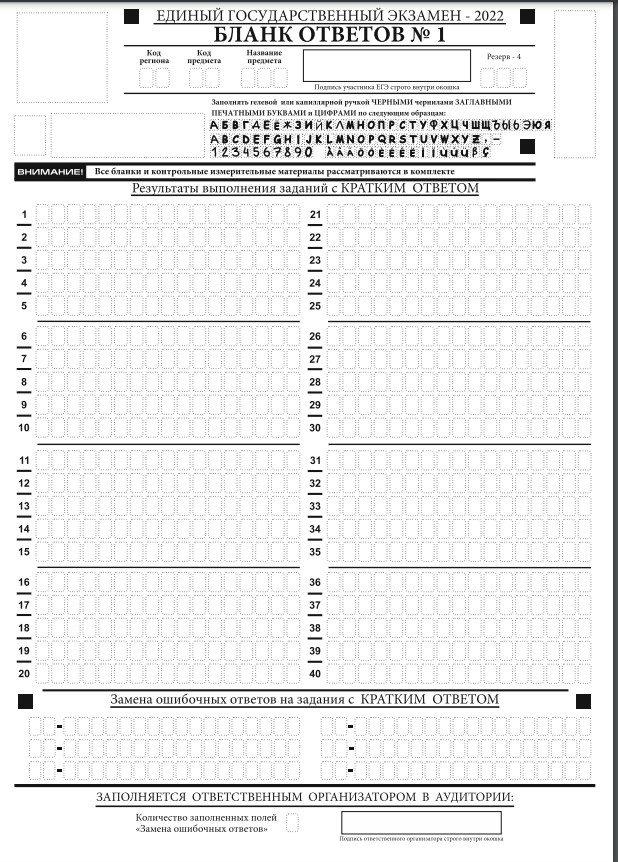 ЕДИНЫЙ ГОСУДАРСТВЕННЫЙ ЭКЗАМЕН - 2022
БЛАНК ОТВЕТОВ № 1
Код региона
Код предмета
Название предмета
Резерв - 4
Подпись участника ЕГЭ строго внутри окошка
Заполнять гелевой или капиллярной ручкой ЧЕРНЫМИ чернилами ЗАГЛАВНЫМИ
ПЕЧАТНЫМИ БУКВАМИ и ЦИФРАМИ по следующим образцам:
АБВГДЕЁЖЗИЙКЛМНОПРСТУФХЦЧШЩЪЫЬЭЮЯ
ABCDEFGHIJKLMNOPQRSTUVWXYZ,-
1234567890
ВНИМАНИЕ! Все бланки и контрольные измерительные материалы рассматриваются в комплекте
Результаты выполнения заданий с КРАТКИМ ОТВЕТОМ
1
2
3
4
5
6
7
8
9
10
11
12
13
14
15
16
17
18
19
20
21
22
23
24
25
26
27
28
29
30
31
32
33
34
35
36
37
38
39
40
Замена ошибочных ответов на задания с КРАТКИМ ОТВЕТОМ
- -
- -
- -
ЗАПОЛНЯЕТСЯ ОТВЕТСТВЕННЫМ ОРГАНИЗАТОРОМ В АУДИТОРИИ:
Количество заполненных полей
«Замена ошибочных ответов»
Подпись ответственного организатора строго внутри окошка